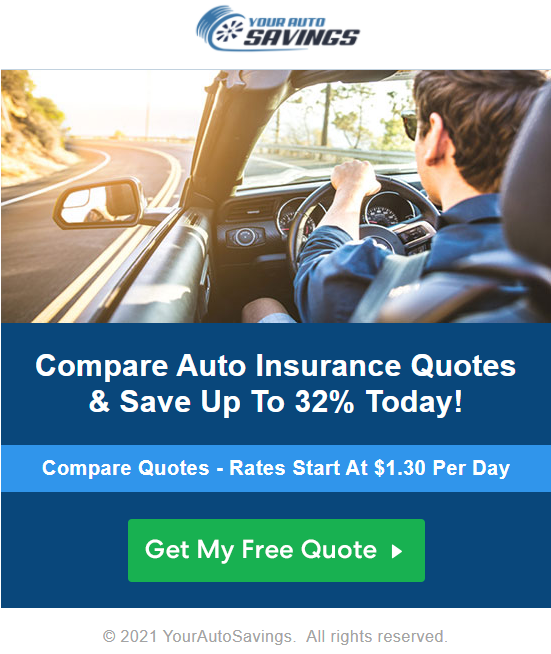 YOUR AUTO
SAVINGS
Compare Auto Insurance Quotes
& Save Up To 32% Today!
Compare Quotes - Rates Start At $1.30 Per Day
Get My Free Quote
© 2021 YourAutoSavings.  All rights reserved.